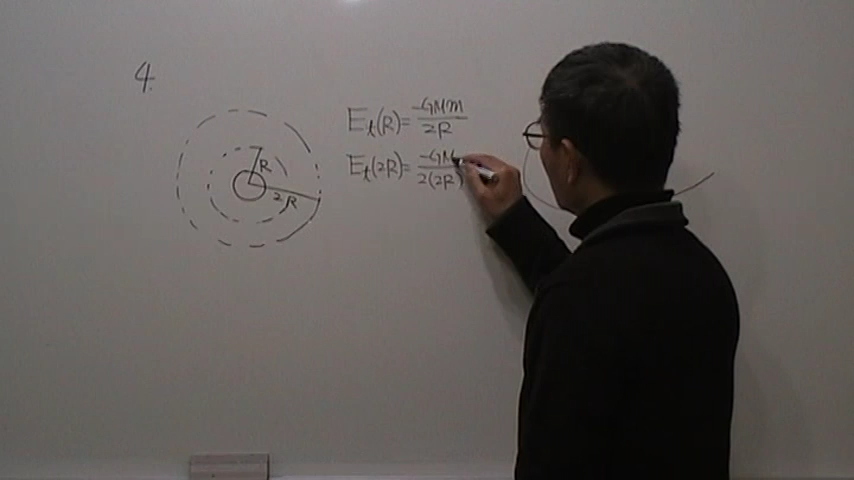 4.
R
2R
E_t(R) = -GMm / 2R
E_t(2R) = -GM / 2(2R)